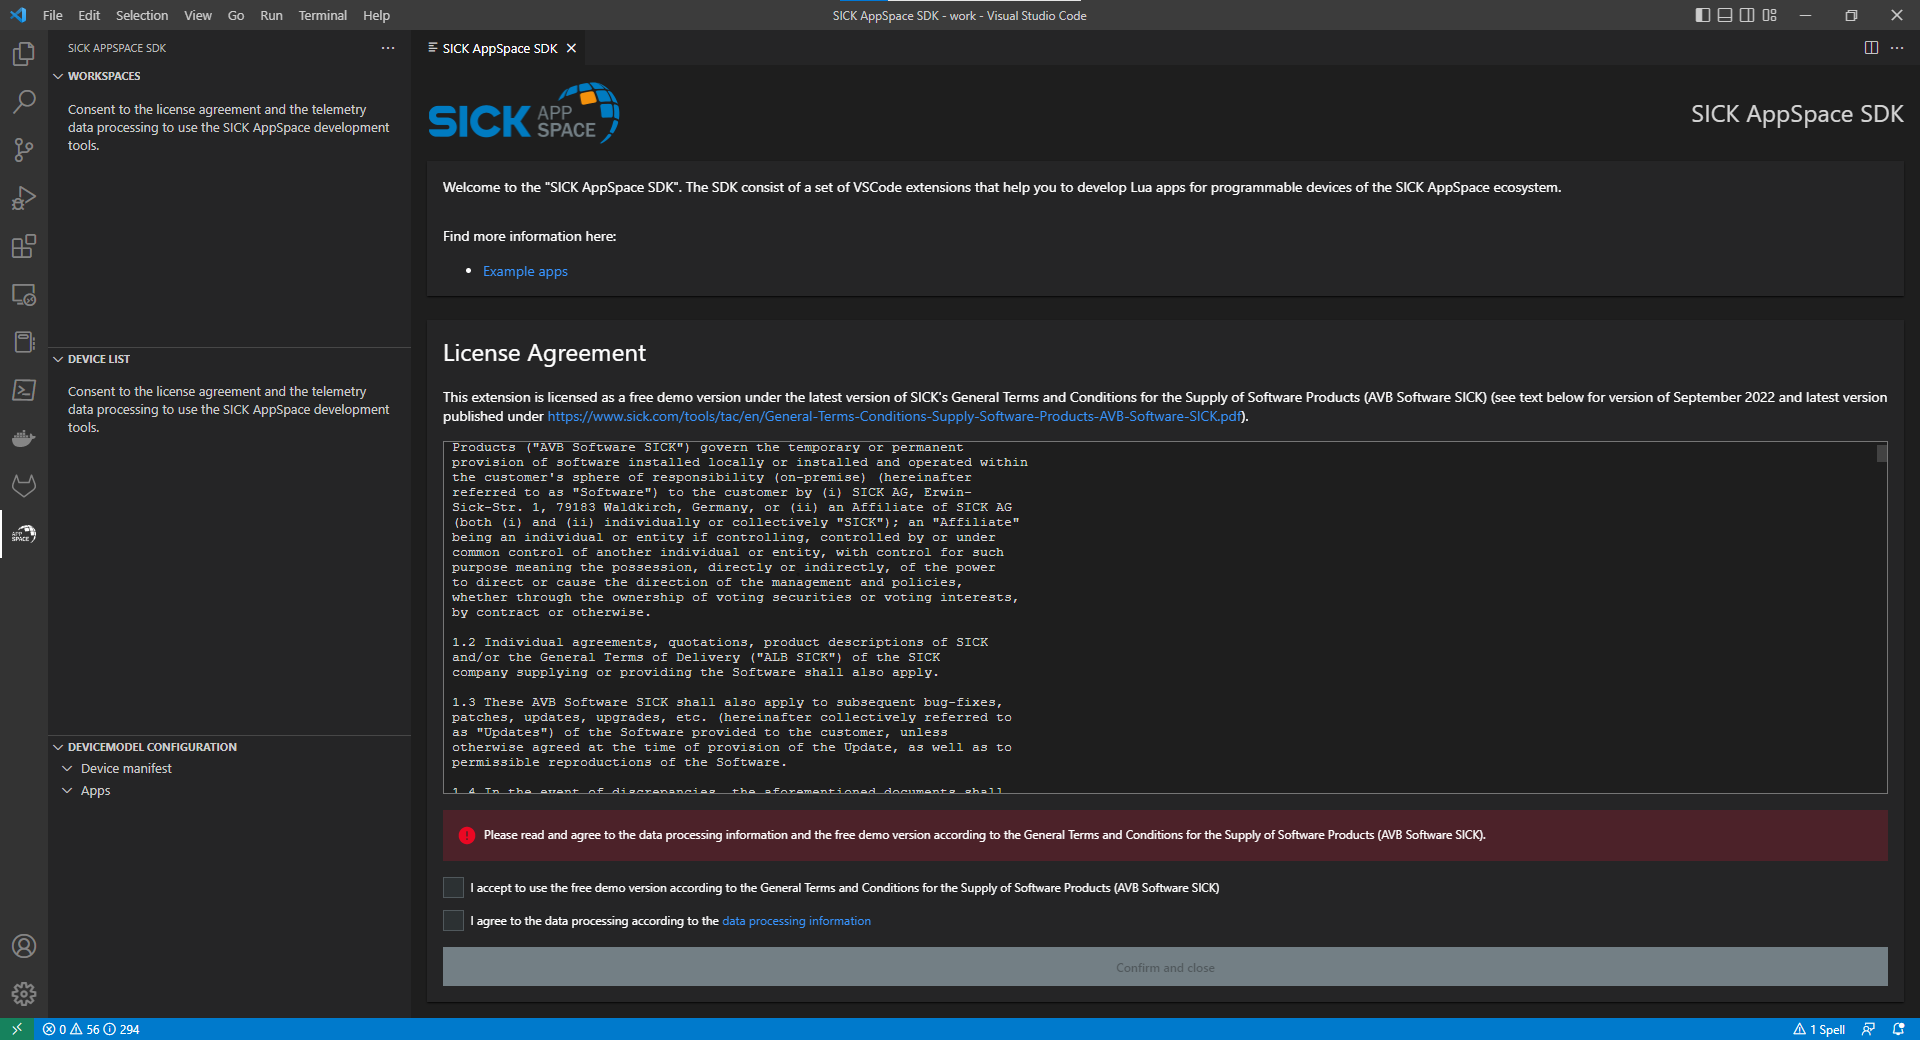 File Edit Selection View Go Run Terminal Help
SICK AppSpace SDK - work - Visual Studio Code
SICK APPSPACE SDK
WORKSPACES
Consent to the license agreement and the telemetry
data processing to use the SICK AppSpace development
tools.
DEVICE LIST
Consent to the license agreement and the telemetry
data processing to use the SICK AppSpace development
tools.
DEVICEMODEL CONFIGURATION
Device manifest
Apps
APP
SPACE
SICK AppSpace SDK
SICK APP
SPACE
SICK AppSpace SDK
Welcome to the "SICK AppSpace SDK". The SDK consist of a set of VSCode extensions that help you to develop Lua apps for programmable devices of the SICK AppSpace ecosystem.
Find more information here:
• Example apps
License Agreement
This extension is licensed as a free demo version under the latest version of SICK's General Terms and Conditions for the Supply of Software Products (AVB Software SICK) (see text below for version of September 2022 and latest version
published under https://www.sick.com/tools/tac/en/General-Terms-Conditions-Supply-Software-Products-AVB-Software-SICK.pdf).
Products ("AVB Software SICK") govern the temporary or permanent
provision of software installed locally or installed and operated within
the customer's sphere of responsibility (on-premise) (hereinafter
referred to as "Software") to the customer by (i) SICK AG, Erwin-
Sick-Str. 1, 79183 Waldkirch, Germany, or (ii) an Affiliate of SICK AG
(both (i) and (ii) individually or collectively "SICK"); an "Affiliate"
being an individual or entity if controlling, controlled by or under
common control of another individual or entity, with control for such
purpose meaning the possession, directly or indirectly, of the power
to direct or cause the direction of the management and policies,
whether through the ownership of voting securities or voting interests,
by contract or otherwise.
1.2 Individual agreements, quotations, product descriptions of SICK
and/or the General Terms of Delivery ("ALB SICK") of the SICK
company supplying or providing the Software shall also apply.
1.3 These AVB Software SICK shall also apply to subsequent bug-fixes,
patches, updates, upgrades, etc. (hereinafter collectively referred to
as "Updates") of the Software provided to the customer, unless
otherwise agreed at the time of provision of the Update, as well as to
permissible reproductions of the Software.
1.4 In the event of discrepancies, the aforementioned documents shall
Please read and agree to the data processing information and the free demo version according to the General Terms and Conditions for the Supply of Software Products (AVB Software SICK).
I accept to use the free demo version according to the General Terms and Conditions for the Supply of Software Products (AVB Software SICK)
I agree to the data processing according to the data processing information
Confirm and close
0 56 294
1 Spell